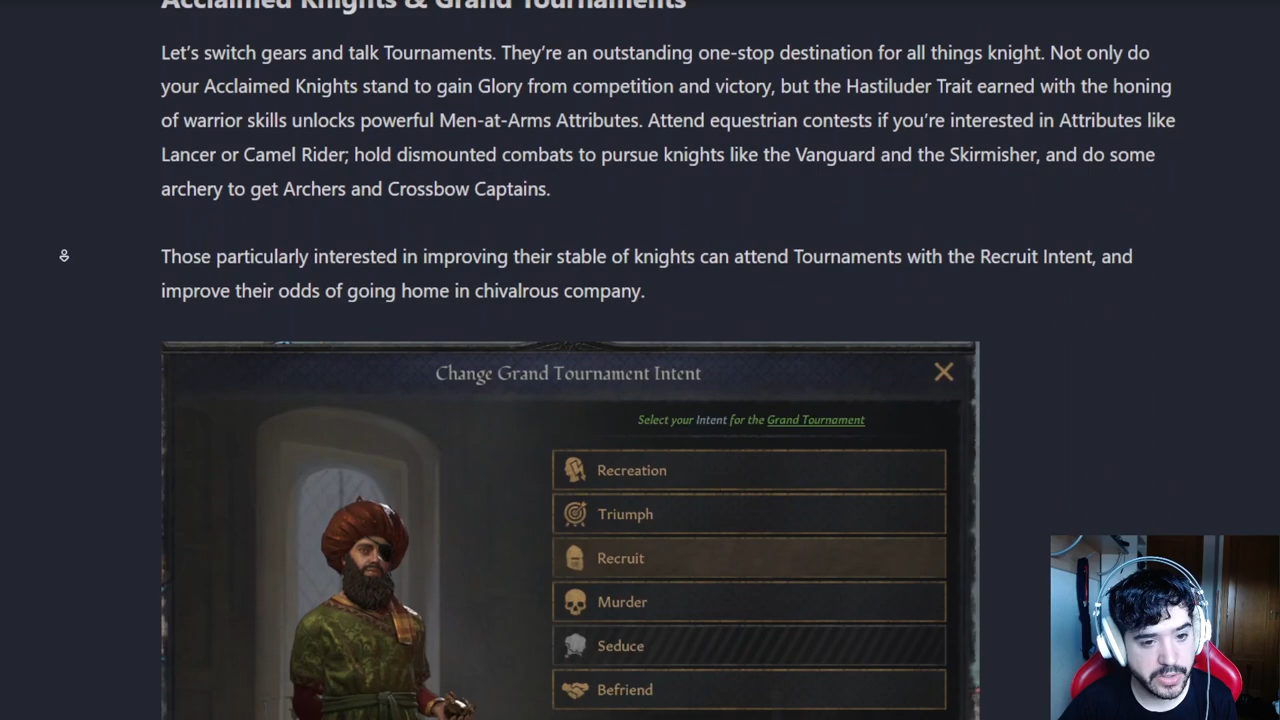 Acclaimed Knights & Grand Tournaments
Let's switch gears and talk Tournaments. They're an outstanding one-stop destination for all things knight. Not only do
your Acclaimed Knights stand to gain Glory from competition and victory, but the Hastiluder Trait earned with the honing
of warrior skills unlocks powerful Men-at-Arms Attributes. Attend equestrian contests if you're interested in Attributes like
Lancer or Camel Rider; hold dismounted combats to pursue knights like the Vanguard and the Skirmisher, and do some
archery to get Archers and Crossbow Captains.
Those particularly interested in improving their stable of knights can attend Tournaments with the Recruit Intent, and
improve their odds of going home in chivalrous company.
Change Grand Tournament Intent
Select your Intent for the Grand Tournament
Recreation
Triumph
Recruit
Murder
Seduce
Befriend